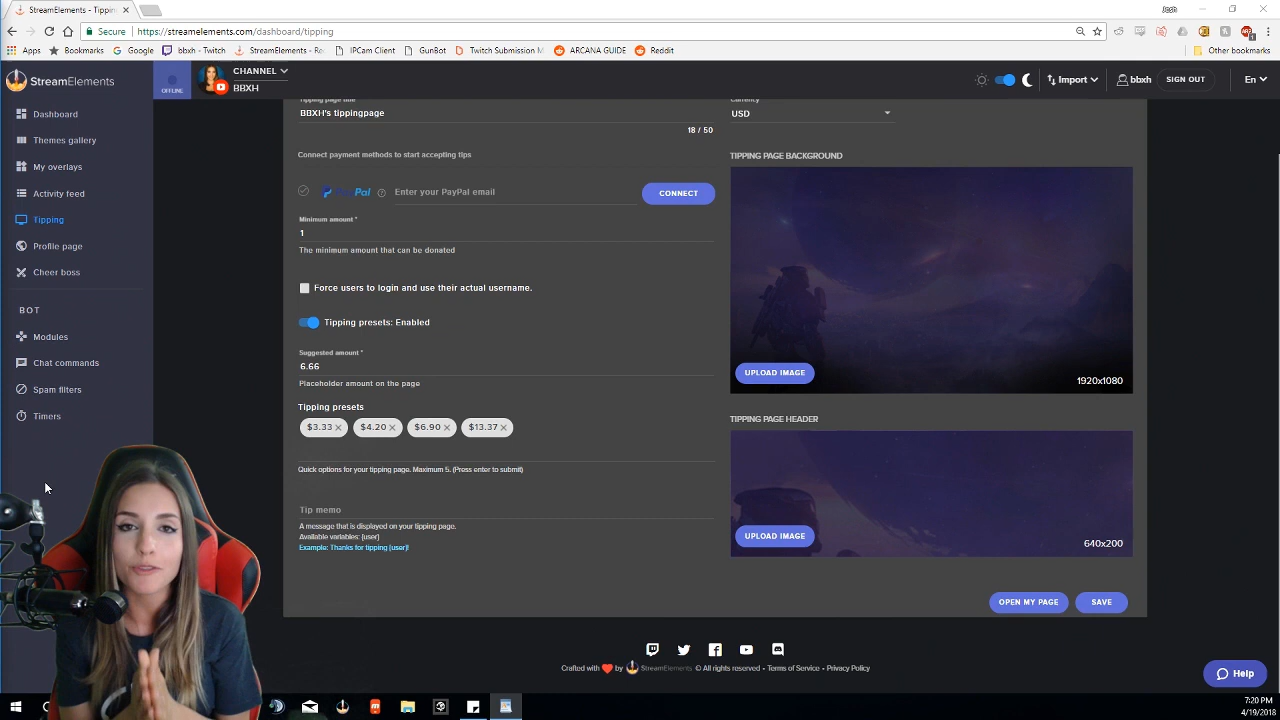 StreamElements - Tipping
Secure
https://streamelements.com/dashboard/tipping
Apps
Bookmarks
Google
bbxh - Twitch
StreamElements - Re
IPCam Client
GunBot
Twitch Submission M
ARCANA GUIDE
Reddit
Other bookmarks
StreamElements
OFFLINE
CHANNEL
BBXH
Import
bbxh
SIGN OUT
En
Dashboard
Themes gallery
My overlays
Activity feed
Tipping
Profile page
Cheer boss
BOT
Modules
Chat commands
Spam filters
Timers
Tipping page title
BBXH's tippingpage
18 / 50
Connect payment methods to start accepting tips
PayPal
Enter your PayPal email
CONNECT
Minimum amount *
1
The minimum amount that can be donated
Force users to login and use their actual username.
Tipping presets: Enabled
Suggested amount *
6.66
Placeholder amount on the page
Tipping presets
$3.33 $4.20 $6.90 $13.37
Quick options for your tipping page. Maximum 5. (Press enter to submit)
Tip memo
A message that is displayed on your tipping page.
Available variables: {user}
Example: Thanks for tipping {user}!
Currency
USD
TIPPING PAGE BACKGROUND
UPLOAD IMAGE
1920x1080
TIPPING PAGE HEADER
UPLOAD IMAGE
640x200
OPEN MY PAGE
SAVE
Crafted with by StreamElements © All rights reserved • Terms of Service • Privacy Policy
Help
7:20 PM
4/19/2018